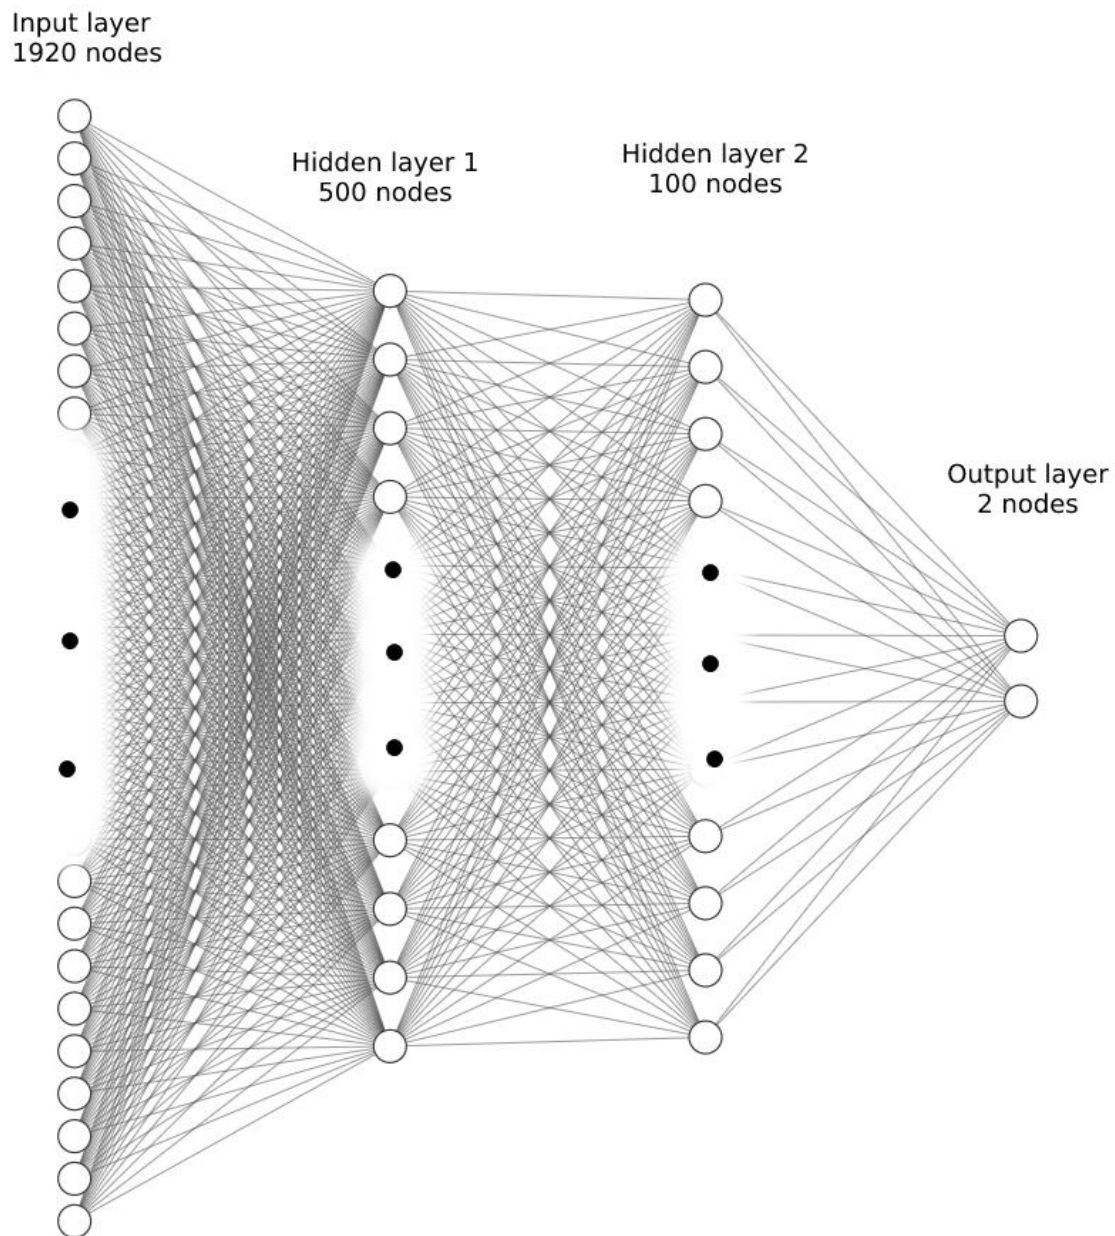 Input layer
1920 nodes
Hidden layer 1
500 nodes
Hidden layer 2
100 nodes
Output layer
2 nodes